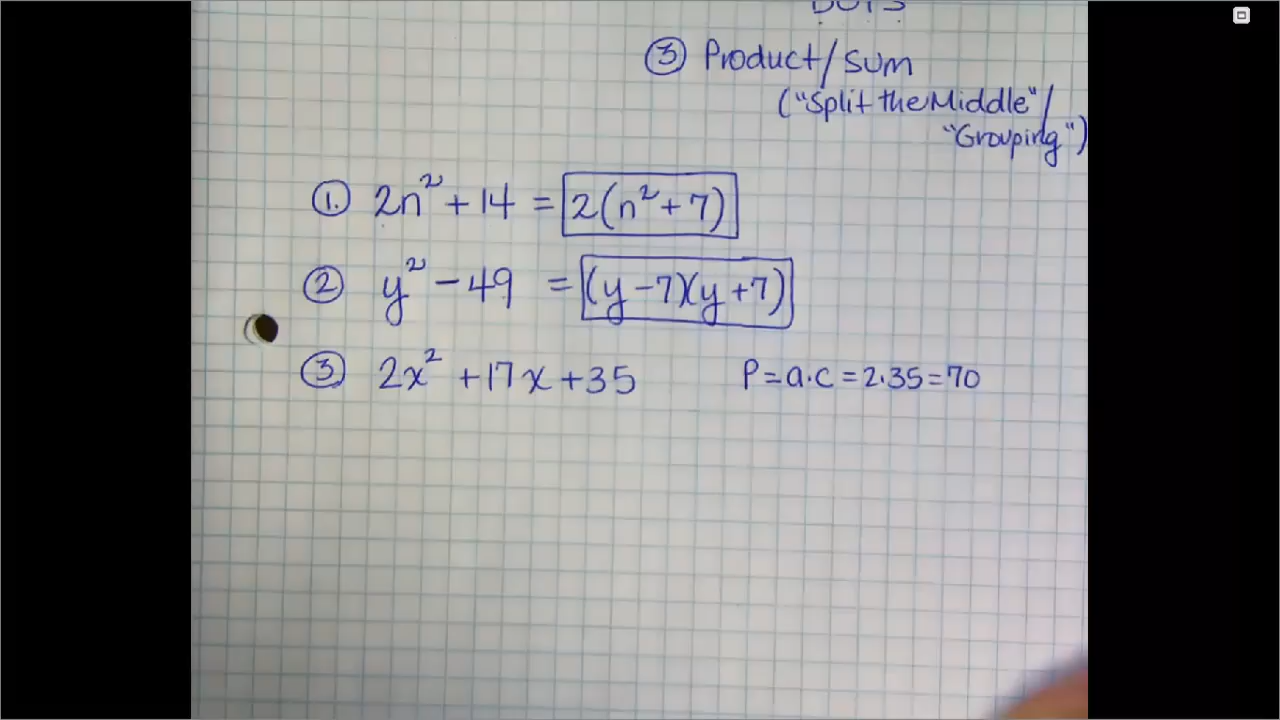 ③ Product/Sum
("Split the Middle"/
"Grouping")
①. 2n² + 14 = 2(n² + 7)
② y² - 49 = (y - 7)(y + 7)
③ 2x² + 17x + 35 P = a·c = 2·35 = 70